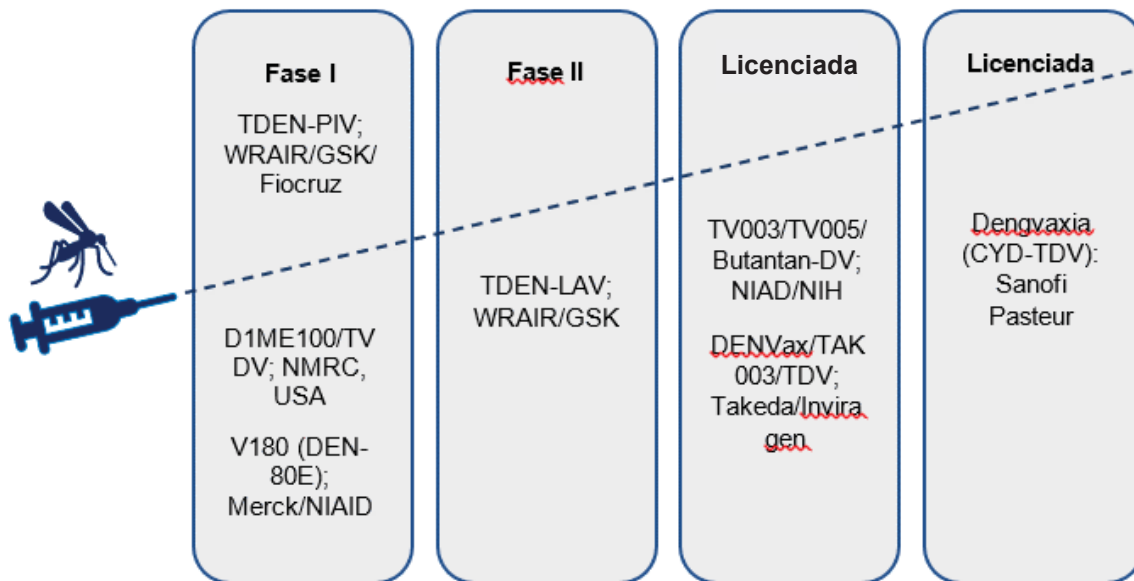 Fase I
TDEN-PIV;
WRAIR/GSK/
Fiocruz
D1ME100/TV
DV; NMRC,
USA
V180 (DEN-
80E);
Merck/NIAID
Fase II
TDEN-LAV;
WRAIR/GSK
Licenciada
TV003/TV005/
Butantan-DV;
NIAD/NIH
DENVax/TAK
003/TDV;
Takeda/Invira
gen
Licenciada
Dengvaxia
(CYD-TDV):
Sanofi
Pasteur